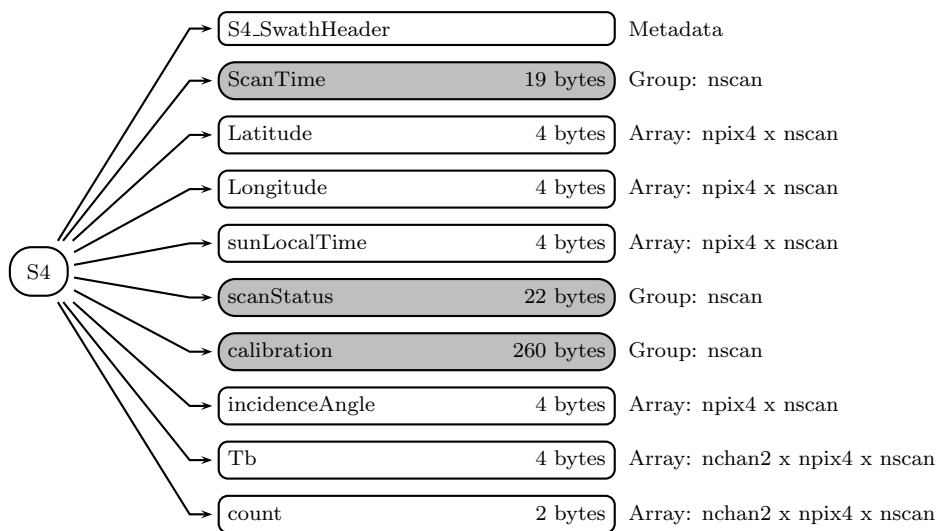 S4_SwathHeader Metadata
ScanTime 19 bytes Group: nscan
Latitude 4 bytes Array: npix4 x nscan
Longitude 4 bytes Array: npix4 x nscan
sunLocalTime 4 bytes Array: npix4 x nscan
S4
scanStatus 22 bytes Group: nscan
calibration 260 bytes Group: nscan
incidenceAngle 4 bytes Array: npix4 x nscan
Tb 4 bytes Array: nchan2 x npix4 x nscan
count 2 bytes Array: nchan2 x npix4 x nscan